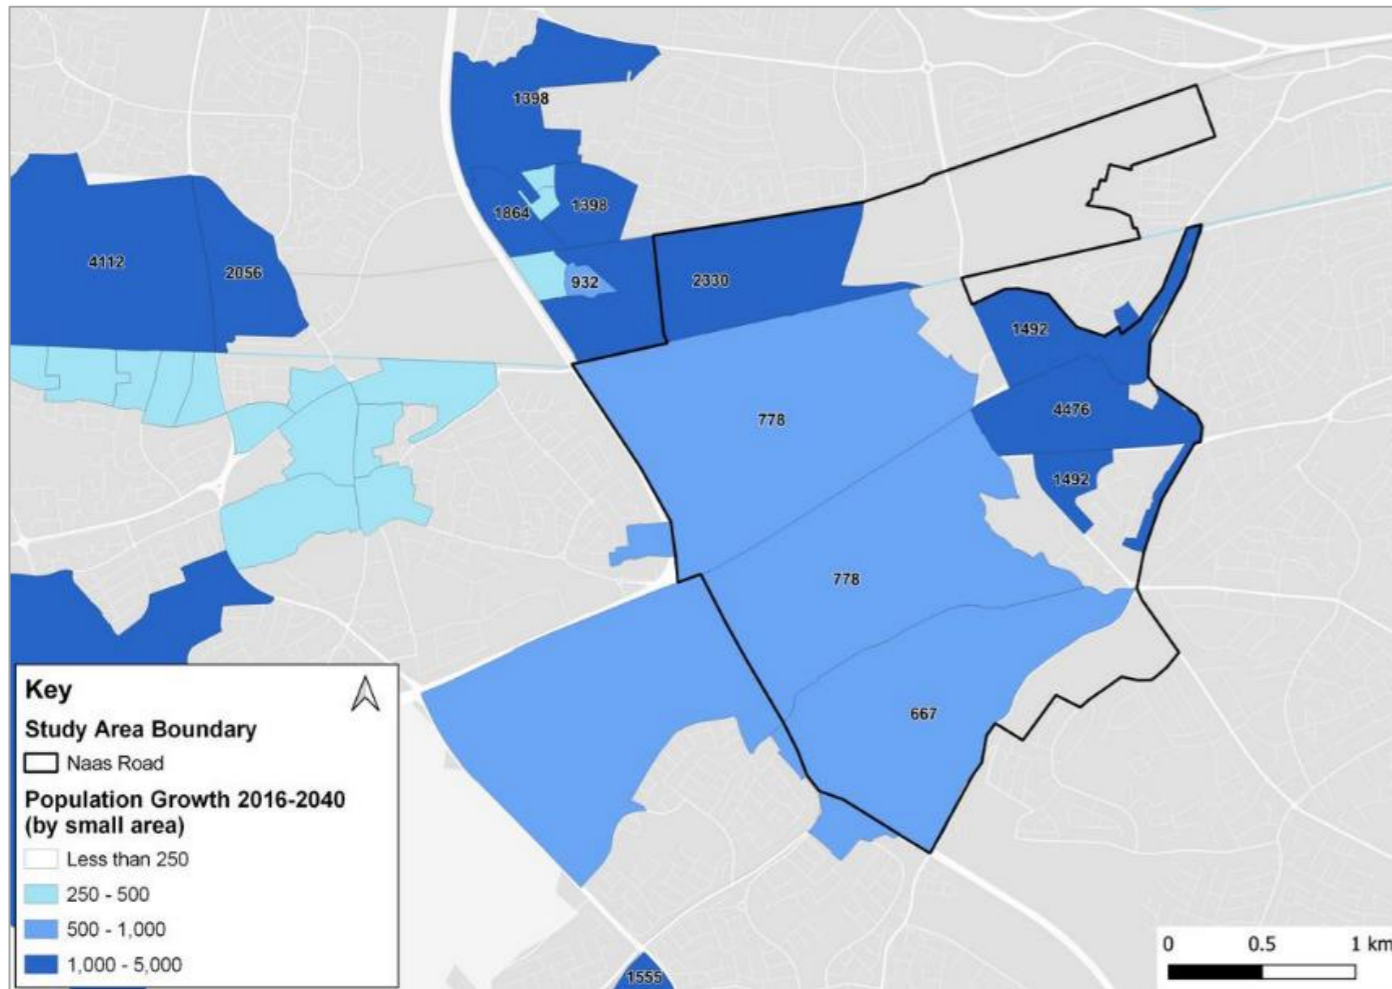 1398
1864
1398
4112
2056
932
2330
1492
778
4476
1492
778
667
1555
Key
Study Area Boundary
Naas Road
Population Growth 2016-2040
(by small area)
Less than 250
250 - 500
500 - 1,000
1,000 - 5,000
0 0.5 1 km